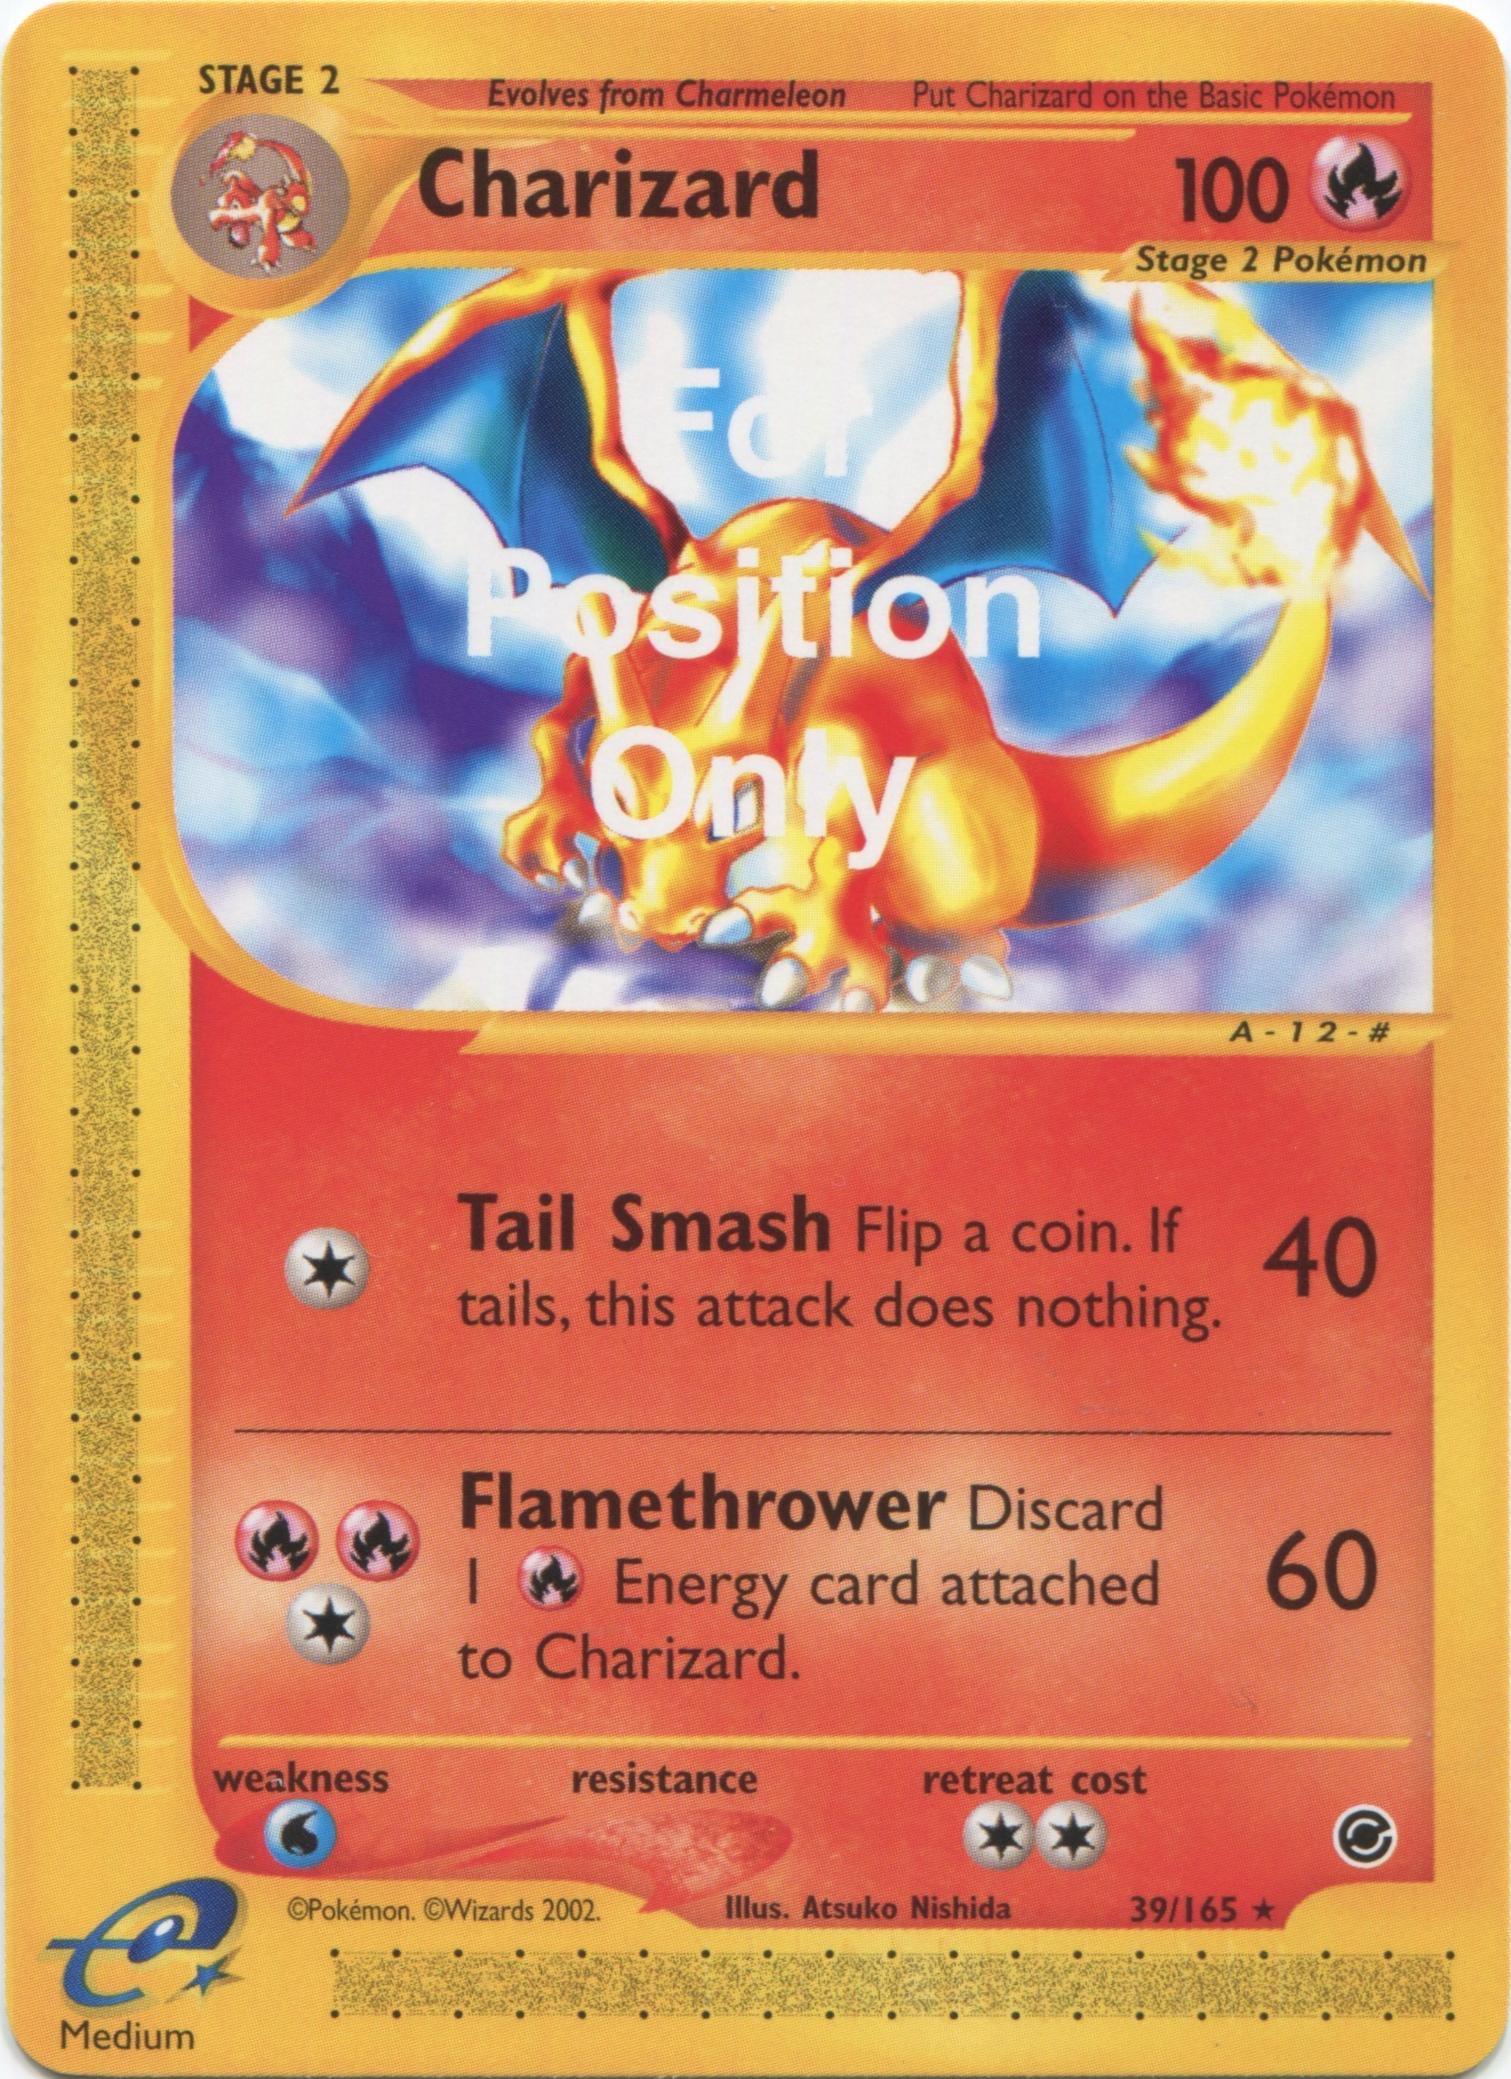 STAGE 2
Evolves from Charmeleon Put Charizard on the Basic Pokémon
Charizard 100
Stage 2 Pokémon
For
Position
Only
A-12-#
Tail Smash Flip a coin. If
tails, this attack does nothing.
40
Flamethrower Discard
1 Energy card attached
to Charizard.
60
weakness resistance retreat cost
©Pokémon. ©Wizards 2002. Illus. Atsuko Nishida 39/165 ★
e
Medium